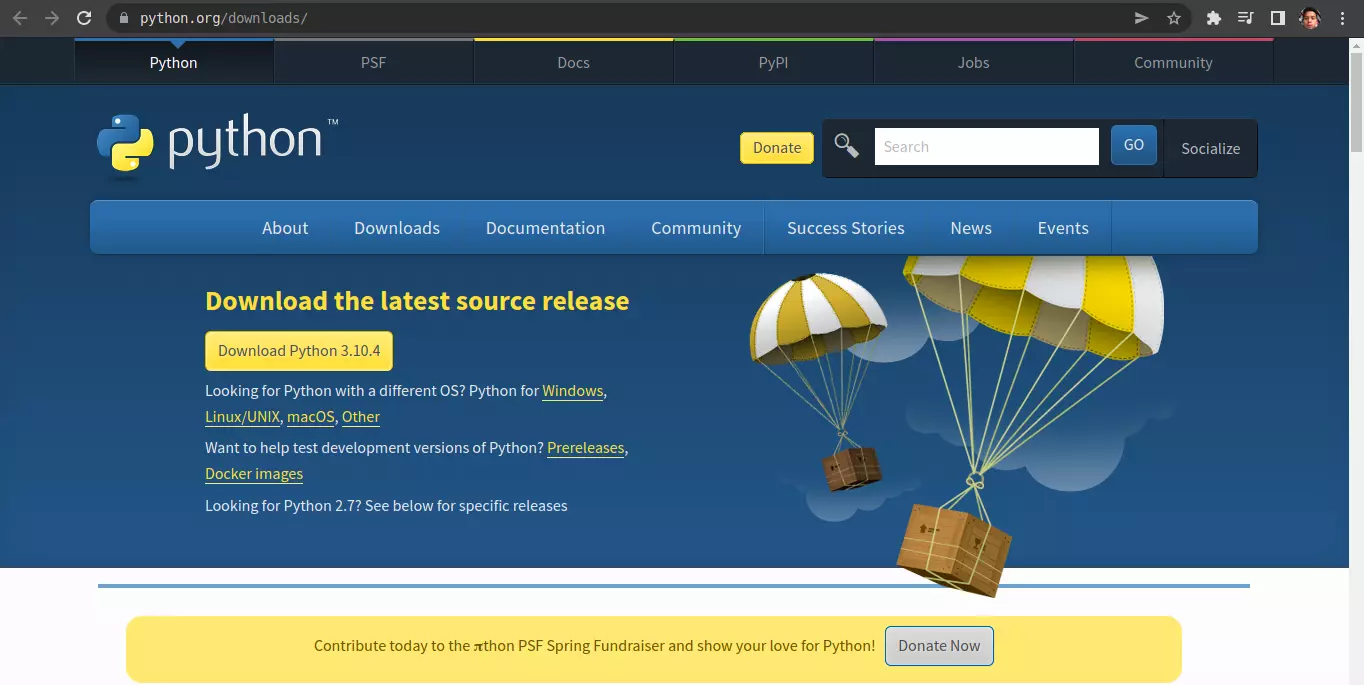 python.org/downloads/
Python PSF Docs PyPI Jobs Community
python™
Donate Search GO Socialize
About Downloads Documentation Community Success Stories News Events
Download the latest source release
Download Python 3.10.4
Looking for Python with a different OS? Python for Windows,
Linux/UNIX, macOS, Other
Want to help test development versions of Python? Prereleases,
Docker images
Looking for Python 2.7? See below for specific releases
Contribute today to the πthon PSF Spring Fundraiser and show your love for Python! Donate Now